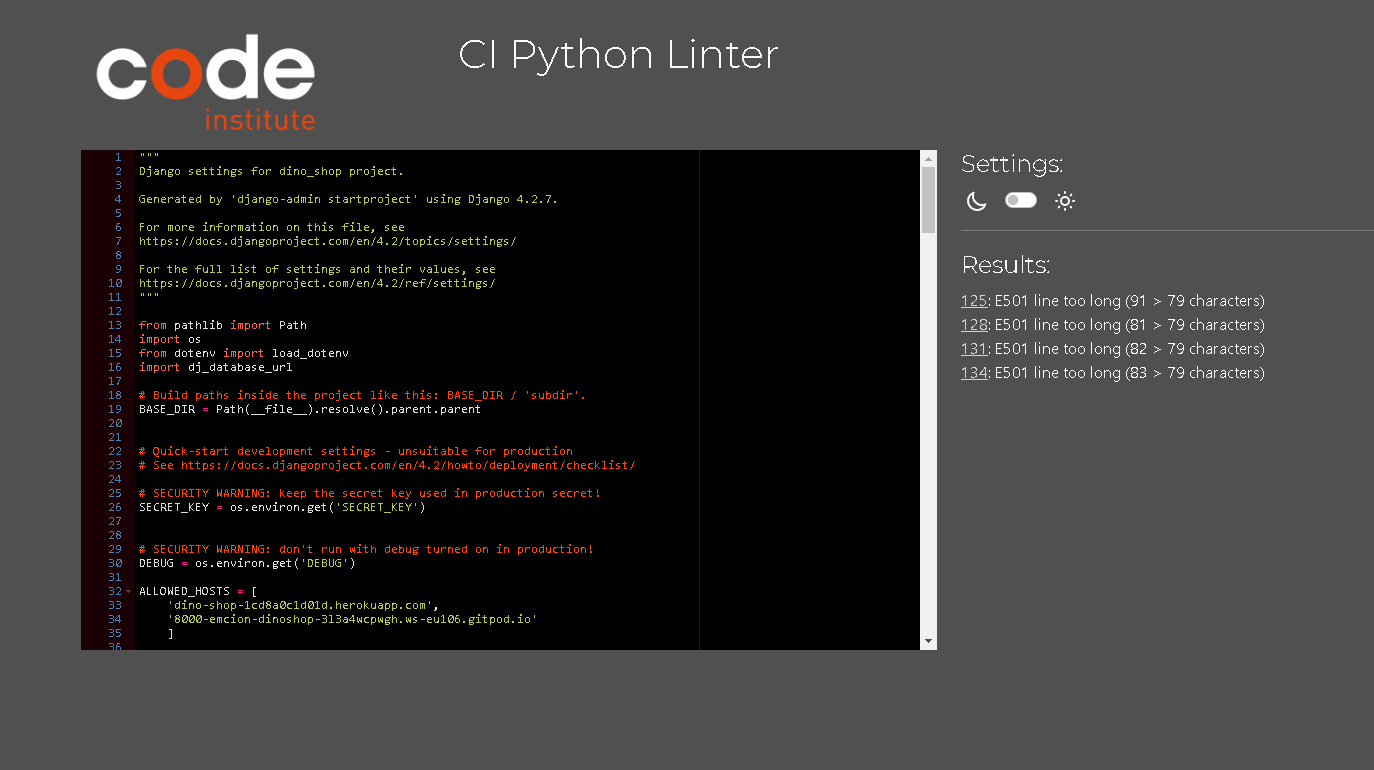 code
institute
CI Python Linter
1 """
2 Django settings for dino_shop project.
3
4 Generated by 'django-admin startproject' using Django 4.2.7.
5
6 For more information on this file, see
7 https://docs.djangoproject.com/en/4.2/topics/settings/
8
9 For the full list of settings and their values, see
10 https://docs.djangoproject.com/en/4.2/ref/settings/
11 """
12
13 from pathlib import Path
14 import os
15 from dotenv import load_dotenv
16 import dj_database_url
17
18 # Build paths inside the project like this: BASE_DIR / 'subdir'.
19 BASE_DIR = Path(__file__).resolve().parent.parent
20
21
22 # Quick-start development settings - unsuitable for production
23 # See https://docs.djangoproject.com/en/4.2/howto/deployment/checklist/
24
25 # SECURITY WARNING: keep the secret key used in production secret!
26 SECRET_KEY = os.environ.get('SECRET_KEY')
27
28
29 # SECURITY WARNING: don't run with debug turned on in production!
30 DEBUG = os.environ.get('DEBUG')
31
32 ALLOWED_HOSTS = [
33     'dino-shop-1cd8a0c1d01d.herokuapp.com',
34     '8000-emcion-dinoshop-3l3a4wcpwgh.ws-eu106.gitpod.io'
35     ]
36
Settings:
Results:
125: E501 line too long (91 > 79 characters)
128: E501 line too long (81 > 79 characters)
131: E501 line too long (82 > 79 characters)
134: E501 line too long (83 > 79 characters)